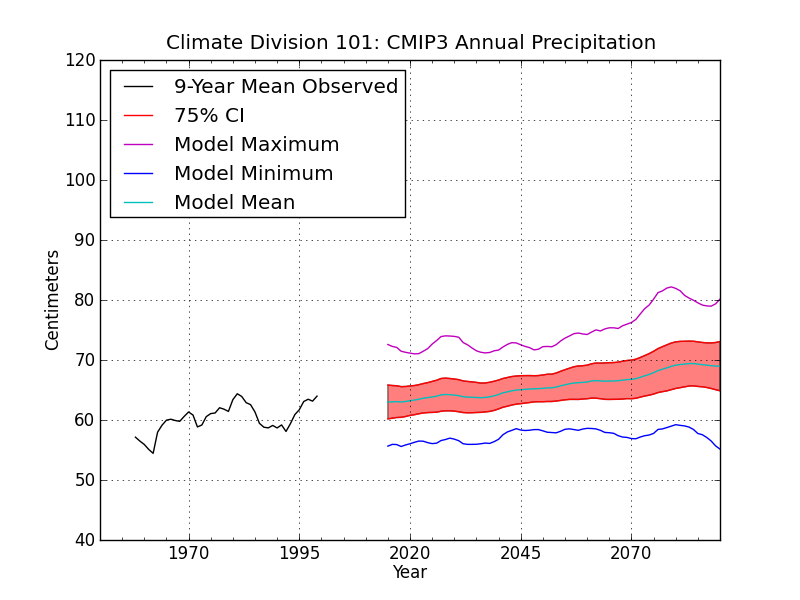 Climate Division 101: CMIP3 Annual Precipitation
120
110
100
90
80
70
60
50
40
Centimeters
9-Year Mean Observed
75% CI
Model Maximum
Model Minimum
Model Mean
1970
1995
2020
2045
2070
Year